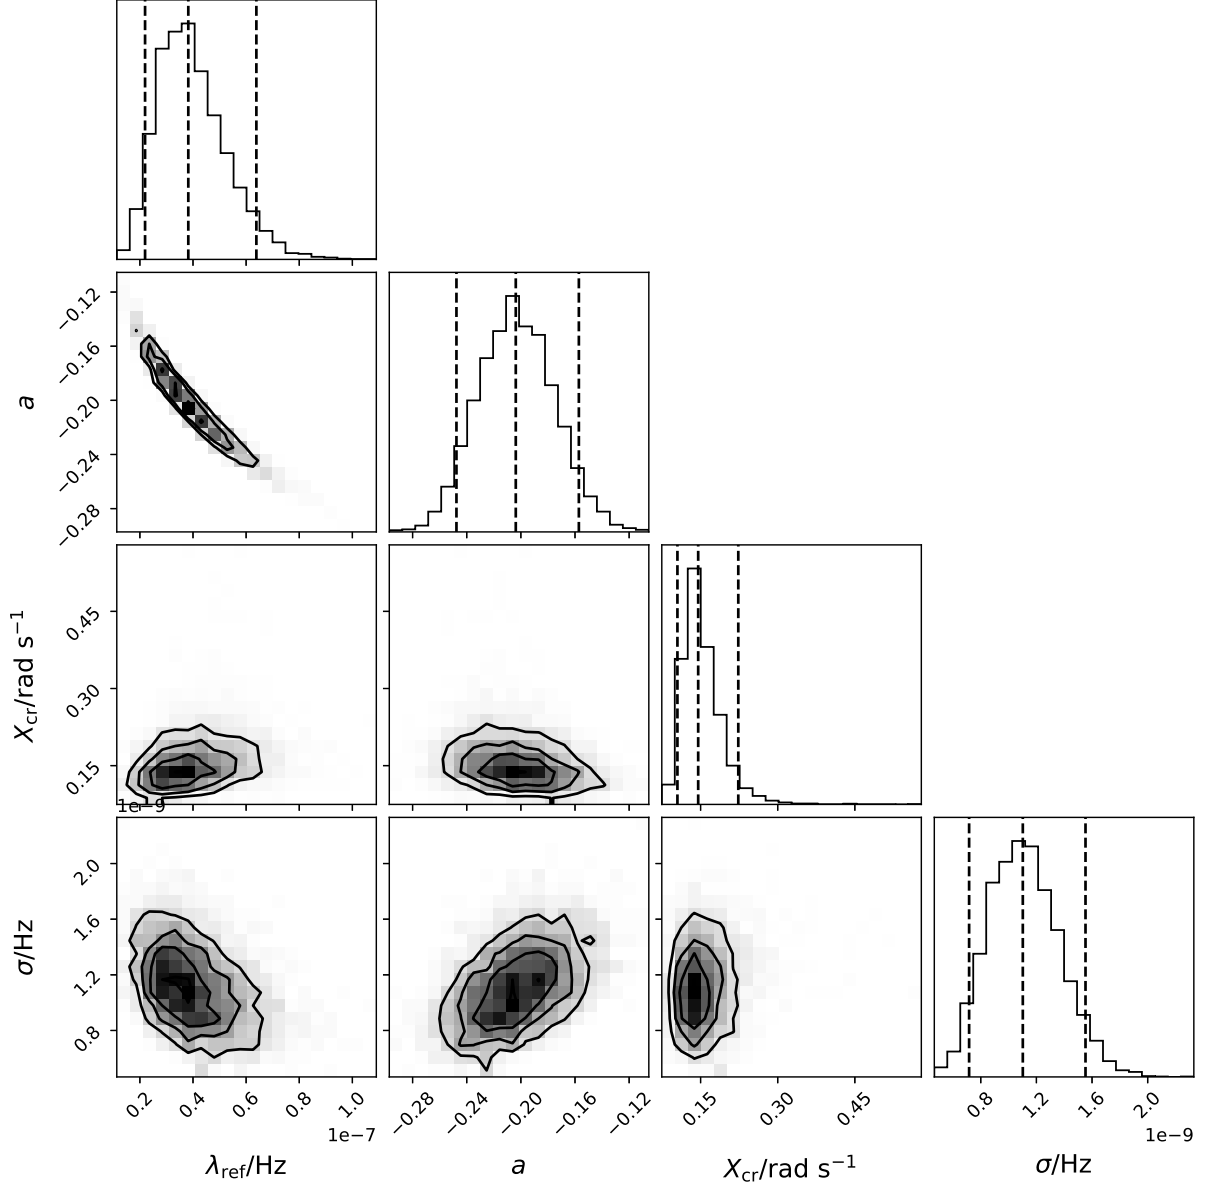 −0.12
−0.16
−0.20
−0.24
−0.28
a
0.45
0.30
0.15
X_cr/rad s⁻¹
1e−9
2.0
1.6
1.2
0.8
σ/Hz
0.2 0.4 0.6 0.8 1.0
1e−7
λ_ref/Hz
−0.28 −0.24 −0.20 −0.16 −0.12
a
0.15 0.30 0.45
X_cr/rad s⁻¹
0.8 1.2 1.6 2.0
1e−9
σ/Hz